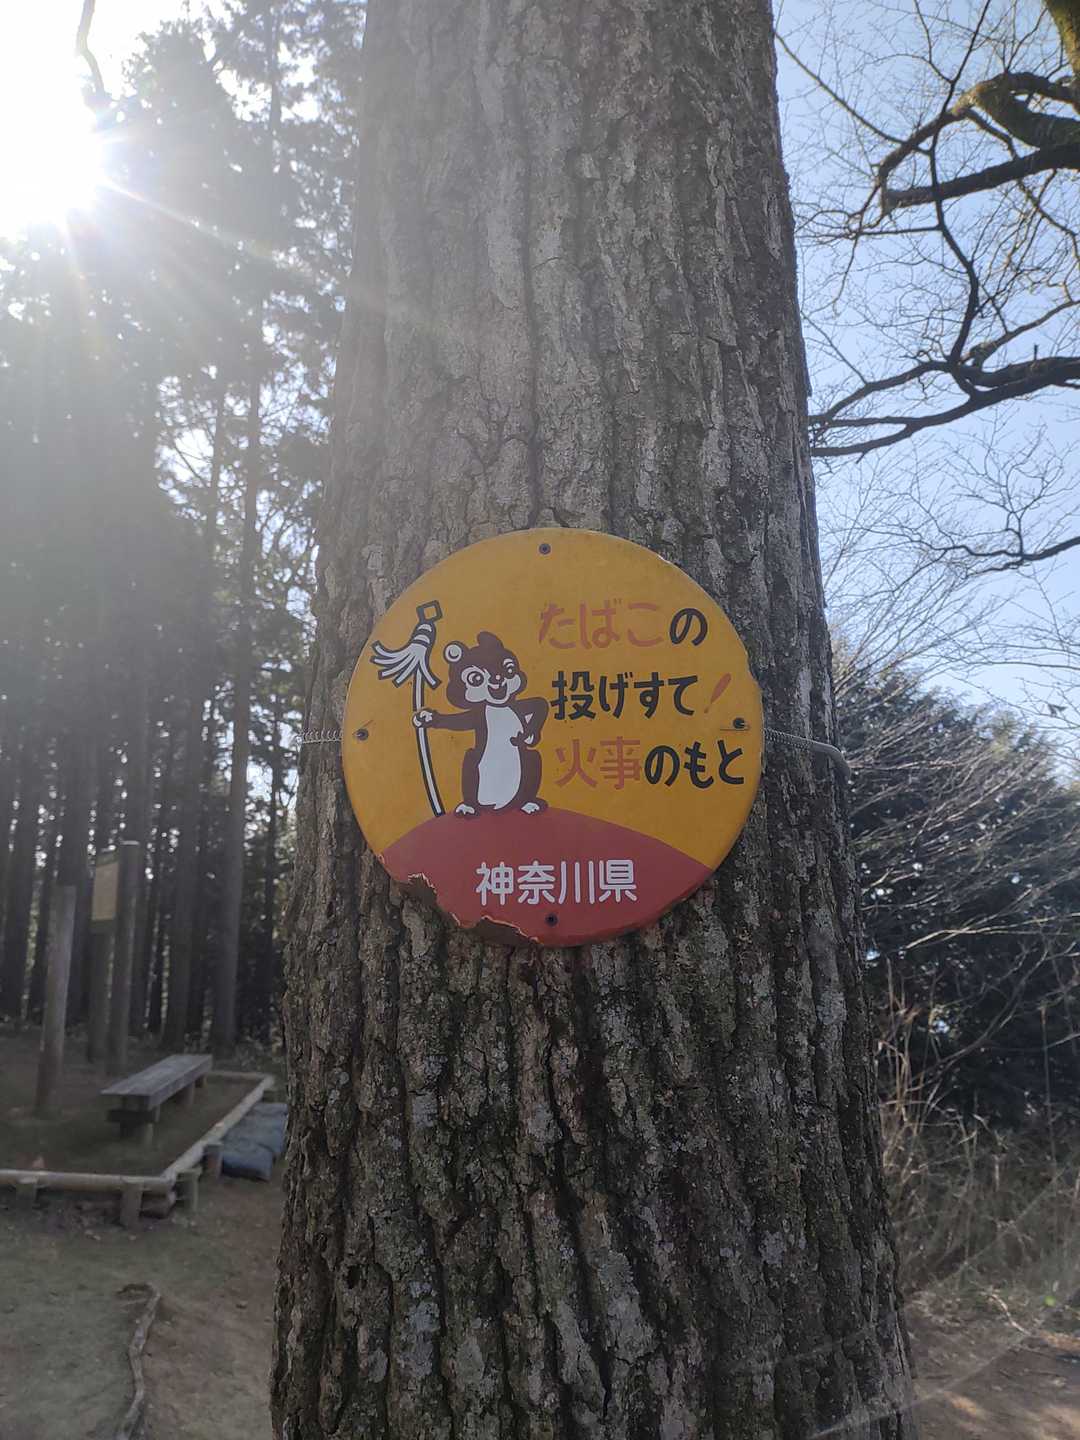 たばこの
投げすて!
火事のもと
神奈川県